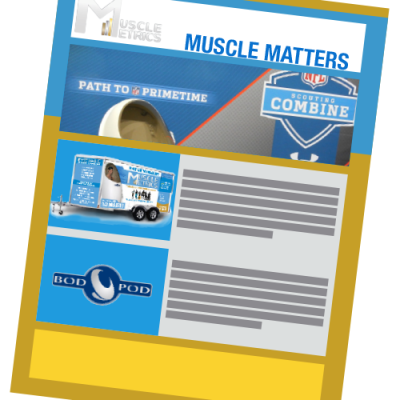 MUSCLE
METRICS
MUSCLE MATTERS
PATH TO PRIMETIME
NFL
SCOUTING
COMBINE
BOD POD